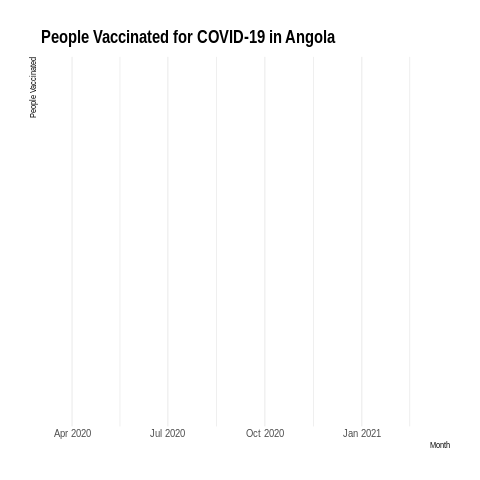 People Vaccinated for COVID-19 in Angola
People Vaccinated
Apr 2020
Jul 2020
Oct 2020
Jan 2021
Month